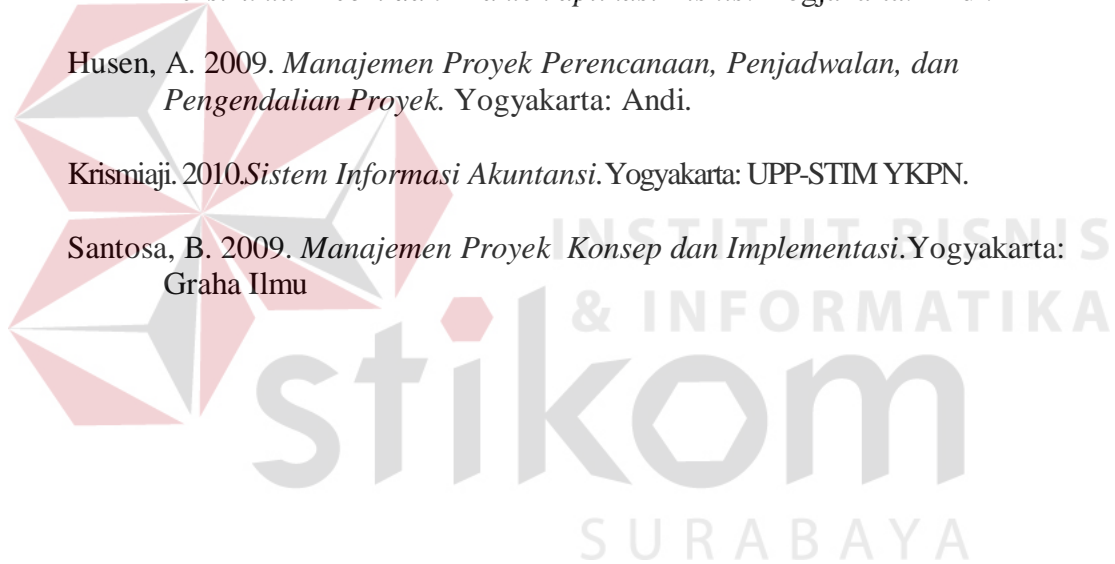 Husen, A. 2009. Manajemen Proyek Perencanaan, Penjadwalan, dan
Pengendalian Proyek. Yogyakarta: Andi.
Krismiaji. 2010.Sistem Informasi Akuntansi. Yogyakarta: UPP-STIM YKPN.
Santosa, B. 2009. Manajemen Proyek  Konsep dan Implementasi.Yogyakarta:
Graha Ilmu
INSTITUT BISNIS
& INFORMATIKA
stikom
SURABAYA